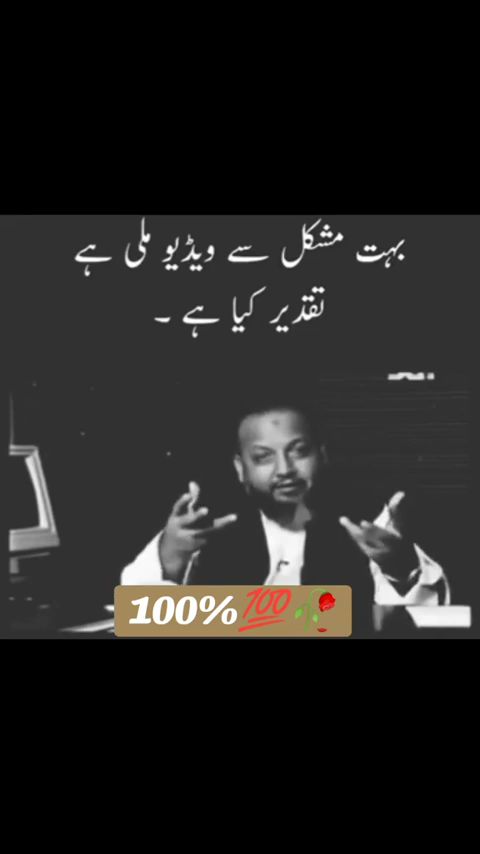 بہت مشکل سے ویڈیو ملی ہے
تقدیر کیا ہے ۔
100%💯🥀